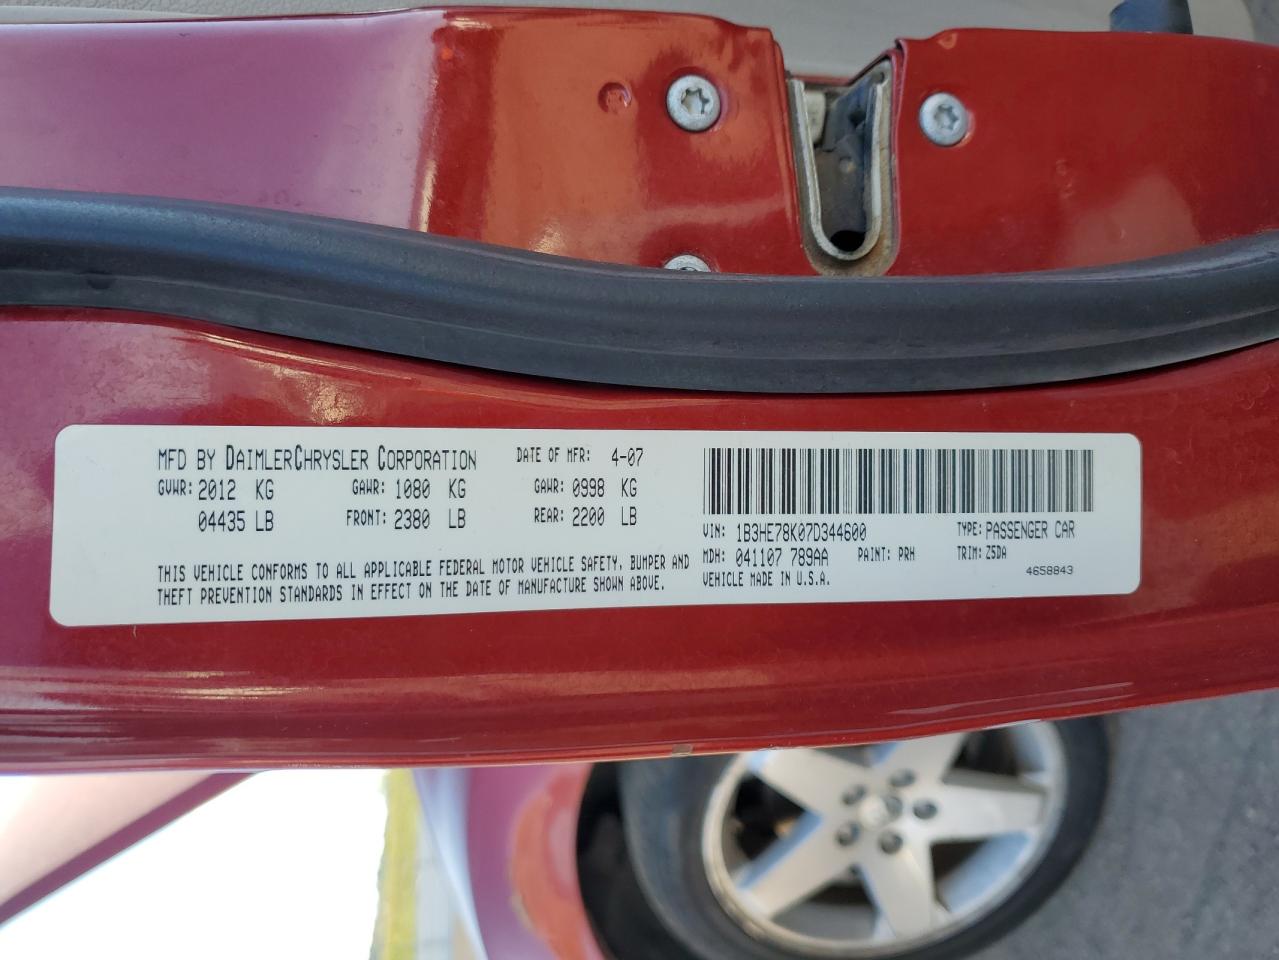 MFD BY DAIMLERCHRYSLER CORPORATION DATE OF MFR: 4-07
GVWR: 2012 KG GAWR: 1080 KG GAWR: 0998 KG
04435 LB FRONT: 2380 LB REAR: 2200 LB
THIS VEHICLE CONFORMS TO ALL APPLICABLE FEDERAL MOTOR VEHICLE SAFETY, BUMPER AND
THEFT PREVENTION STANDARDS IN EFFECT ON THE DATE OF MANUFACTURE SHOWN ABOVE.
VIN: 1B3HE78K07D344600 TYPE: PASSENGER CAR
MDH: 041107 789AA PAINT: PRH TRIM: Z5DA
VEHICLE MADE IN U.S.A. 4658843